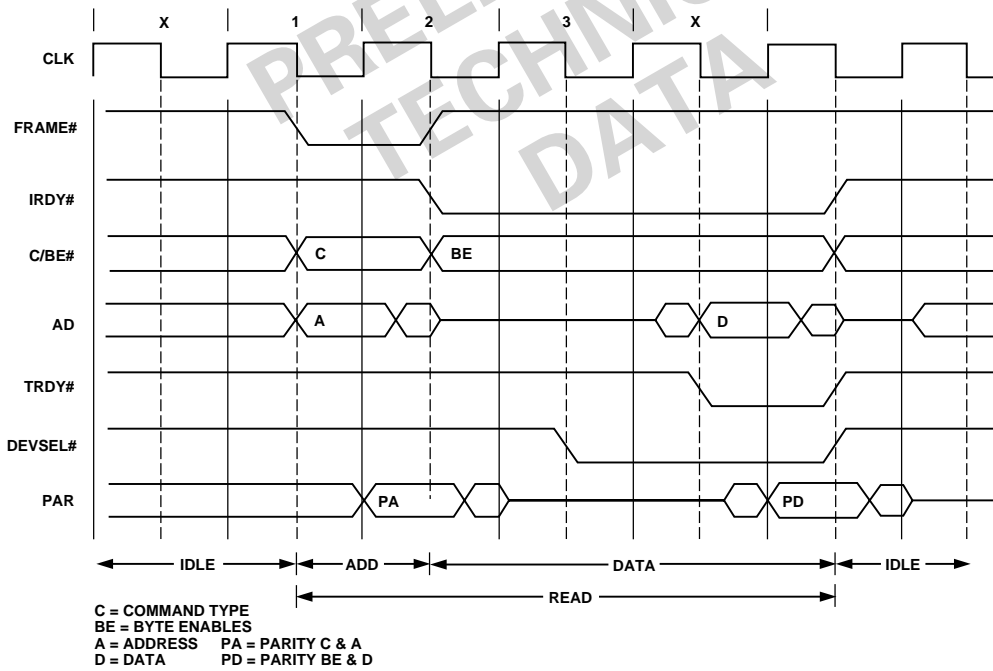 X 1 2 3 X
CLK
FRAME#
IRDY#
C/BE# C BE
AD A D
TRDY#
DEVSEL#
PAR PA PD
IDLE ADD DATA IDLE
READ
C = COMMAND TYPE
BE = BYTE ENABLES
A = ADDRESS PA = PARITY C & A
D = DATA PD = PARITY BE & D
TECHNICAL
DATA